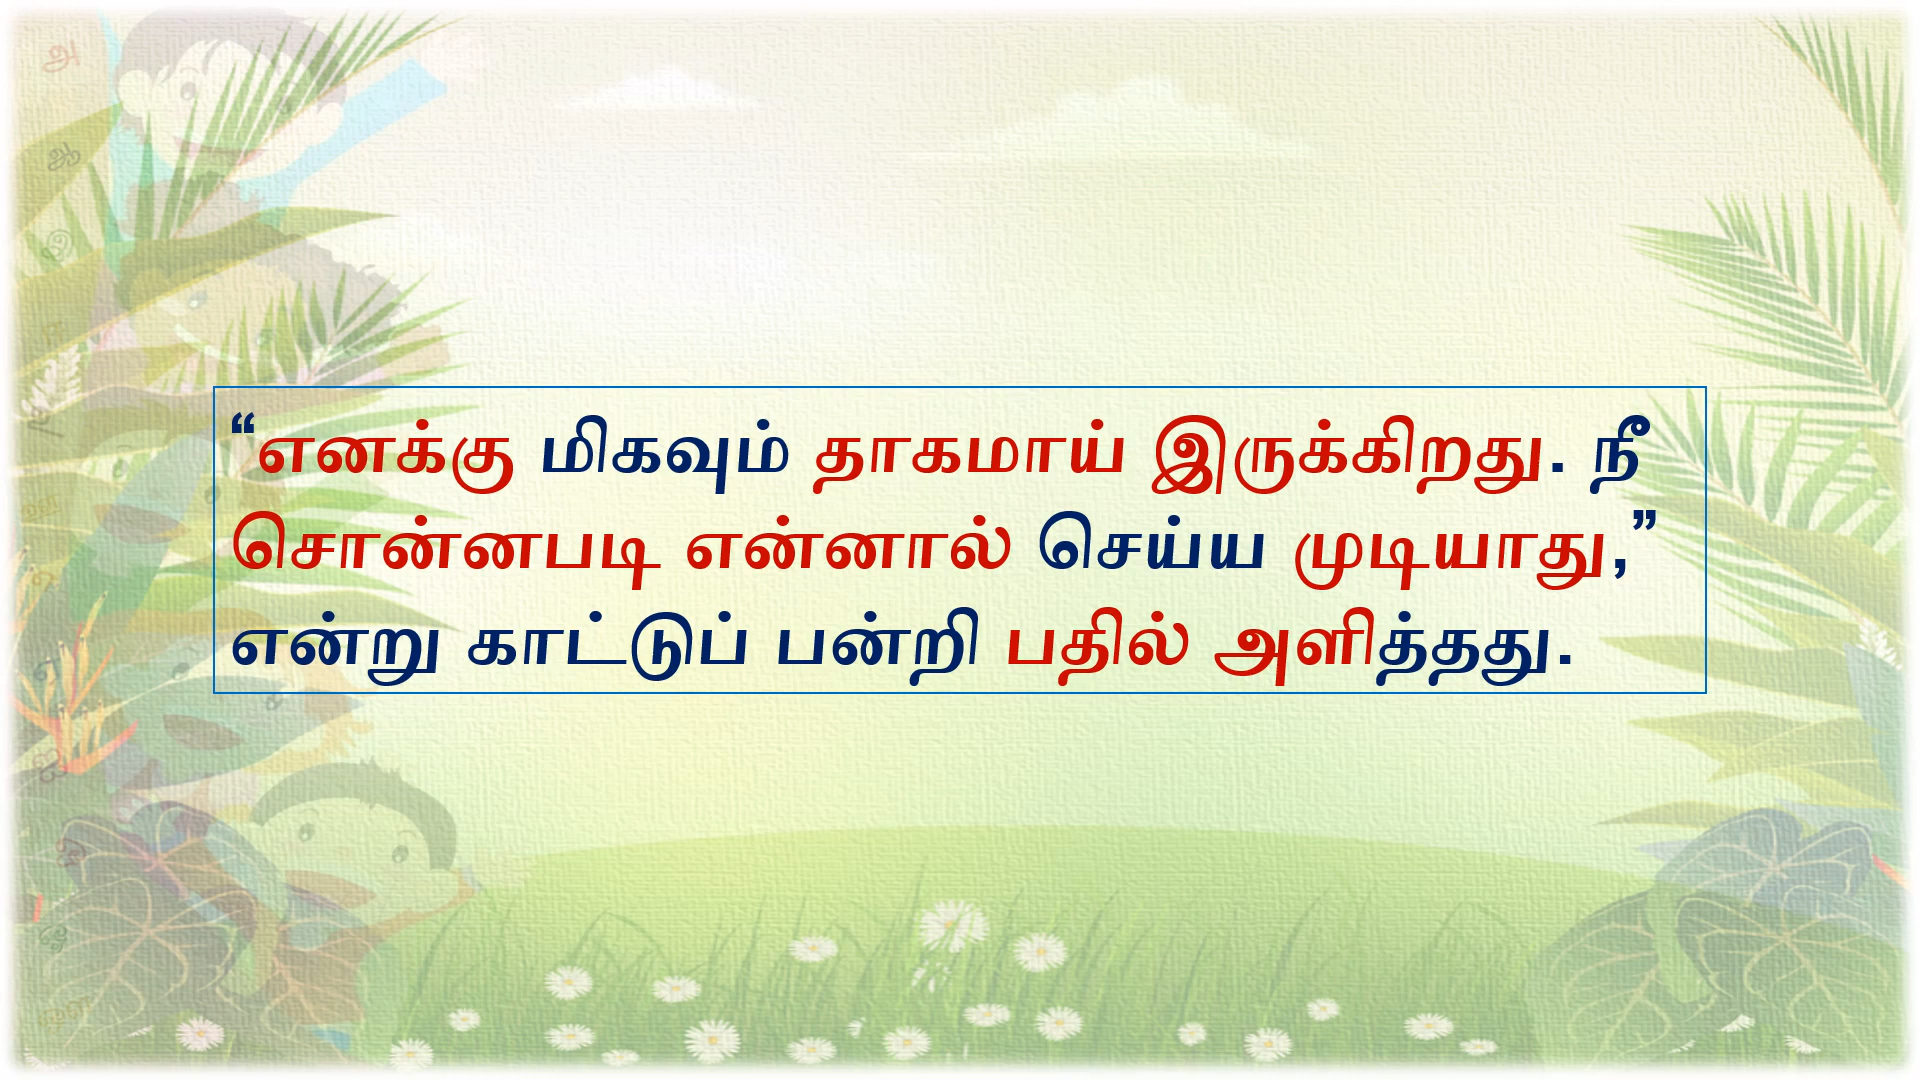 “எனக்கு மிகவும் தாகமாய் இருக்கிறது. நீ
சொன்னபடி என்னால் செய்ய முடியாது,”
என்று காட்டுப் பன்றி பதில் அளித்தது.